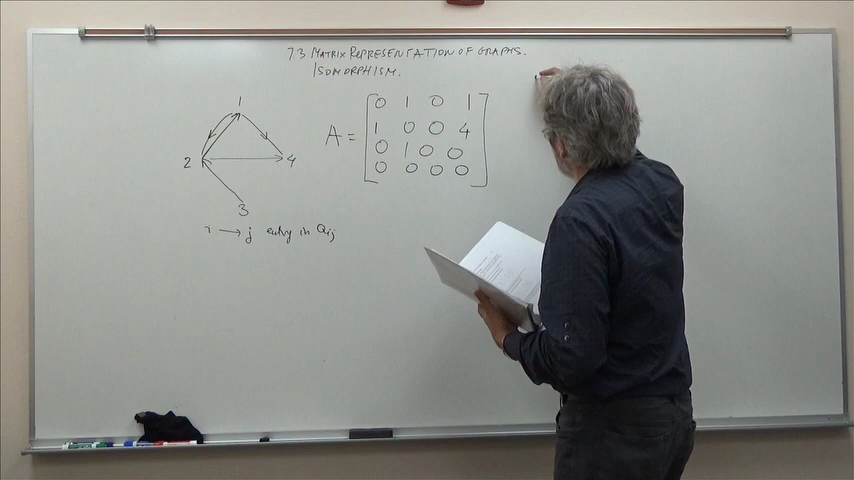 7.3 MATRIX REPRESENTATION OF GRAPHS.
ISOMORPHISM.
1
2
4
3
A =
0 1 0 1
1 0 0 4
0 1 0 0
0 0 0 0
i → j entry in aij